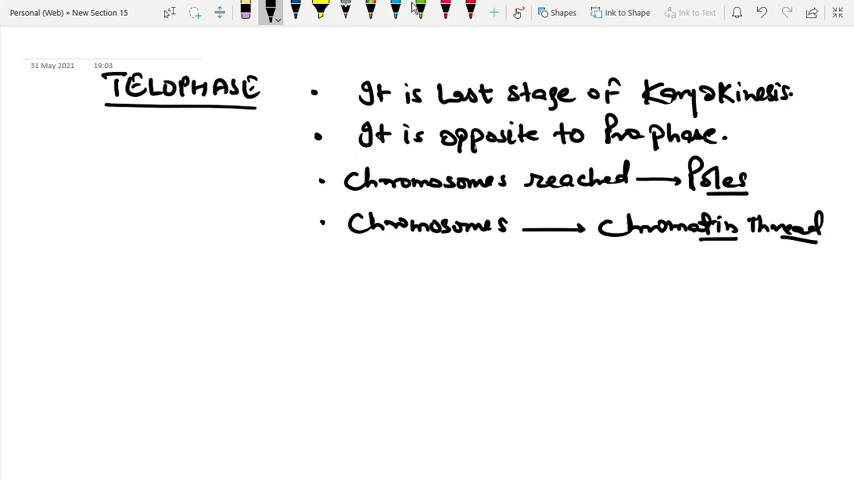 Personal (Web) » New Section 15
Shapes
Ink to Shape
Ink to Text
31 May 2021 19:03
TELOPHASE
• It is Last stage of Karyokinesis.
• It is opposite to Prophase.
• Chromosomes reached → Poles
• Chromosomes → Chromatin Thread